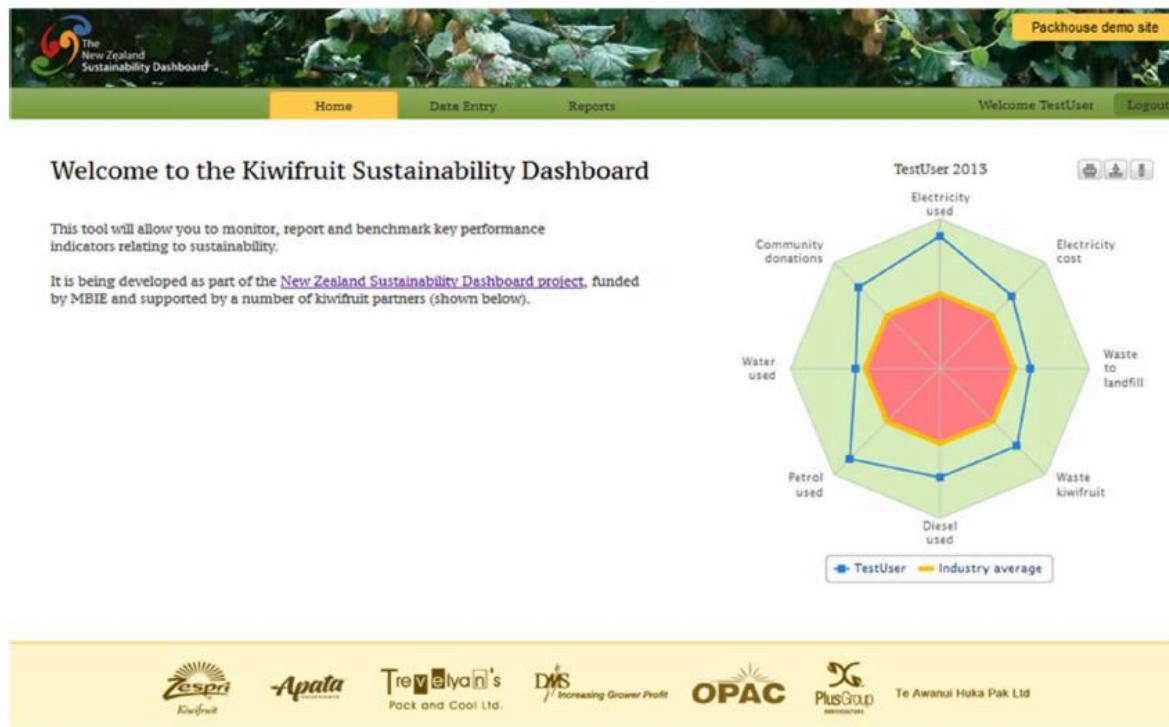 The
New Zealand
Sustainability Dashboard
Packhouse demo site
Home
Data Entry
Reports
Welcome TestUser
Logout
Welcome to the Kiwifruit Sustainability Dashboard
This tool will allow you to monitor, report and benchmark key performance
indicators relating to sustainability.
It is being developed as part of the New Zealand Sustainability Dashboard project, funded
by MBIE and supported by a number of kiwifruit partners (shown below).
TestUser 2013
Electricity
used
Electricity
cost
Waste
to
landfill
Waste
kiwifruit
Diesel
used
Petrol
used
Water
used
Community
donations
TestUser
Industry average
Zespri
Kiwifruit
Apata
Trevelyan's
Pack and Cool Ltd.
DMS
Increasing Grower Profit
OPAC
PlusGroup
Te Awanui Huka Pak Ltd